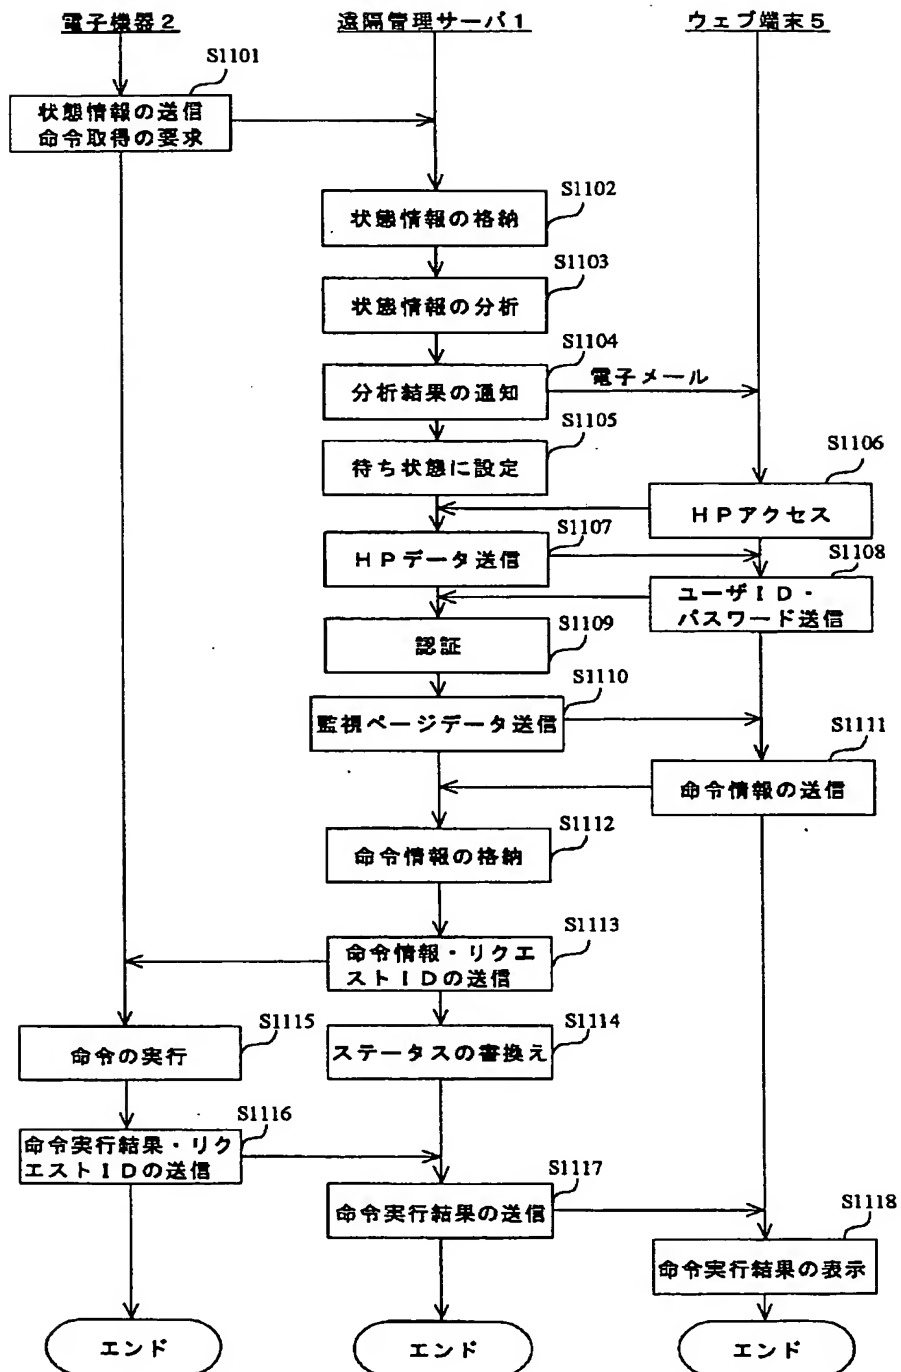 電子機器2
遠隔管理サーバ1
ウェブ端末5
S1101
状態情報の送信
命令取得の要求
S1102
状態情報の格納
S1103
状態情報の分析
S1104
分析結果の通知
電子メール
S1105
待ち状態に設定
S1106
HPアクセス
S1107
HPデータ送信
S1108
ユーザID・
パスワード送信
S1109
認証
S1110
監視ページデータ送信
S1111
命令情報の送信
S1112
命令情報の格納
S1113
命令情報・リクエ
ストIDの送信
S1114
ステータスの書換え
S1115
命令の実行
S1116
命令実行結果・リク
エストIDの送信
S1117
命令実行結果の送信
S1118
命令実行結果の表示
エンド
エンド
エンド